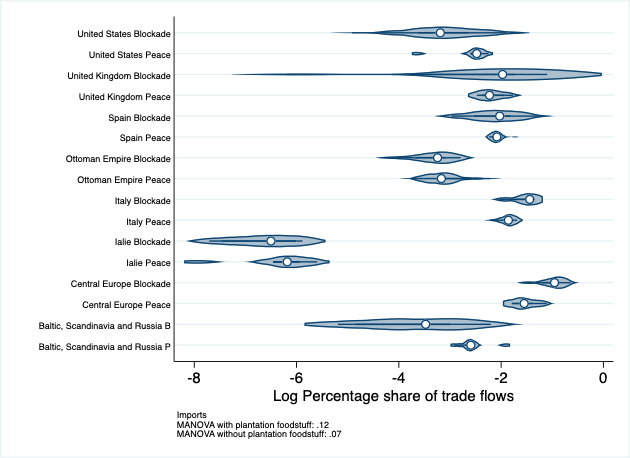 United States Blockade
United States Peace
United Kingdom Blockade
United Kingdom Peace
Spain Blockade
Spain Peace
Ottoman Empire Blockade
Ottoman Empire Peace
Italy Blockade
Italy Peace
Ialie Blockade
Ialie Peace
Central Europe Blockade
Central Europe Peace
Baltic, Scandinavia and Russia B
Baltic, Scandinavia and Russia P
-8 -6 -4 -2 0
Log Percentage share of trade flows
Imports
MANOVA with plantation foodstuff: .12
MANOVA without plantation foodstuff: .07